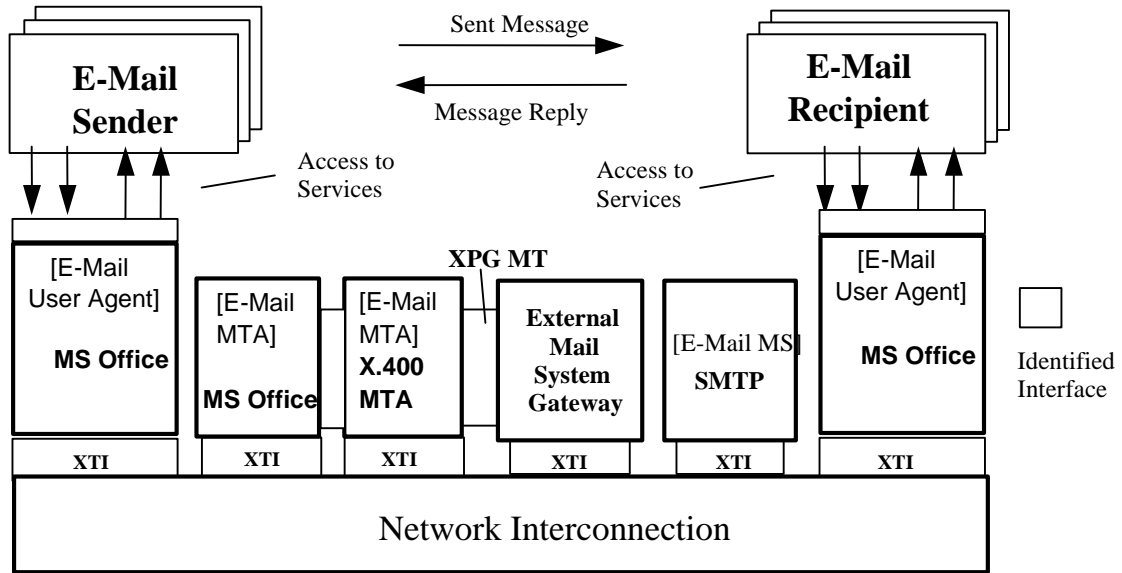 Sent Message
E-Mail
Sender
E-Mail
Recipient
Message Reply
Access to
Services
Access to
Services
[E-Mail
User Agent]
MS Office
[E-Mail
MTA]
MS Office
[E-Mail
MTA]
X.400
MTA
XPG MT
External
Mail
System
Gateway
[E-Mail MS]
SMTP
[E-Mail
User Agent]
MS Office
Identified
Interface
XTI
XTI
XTI
XTI
XTI
XTI
Network Interconnection